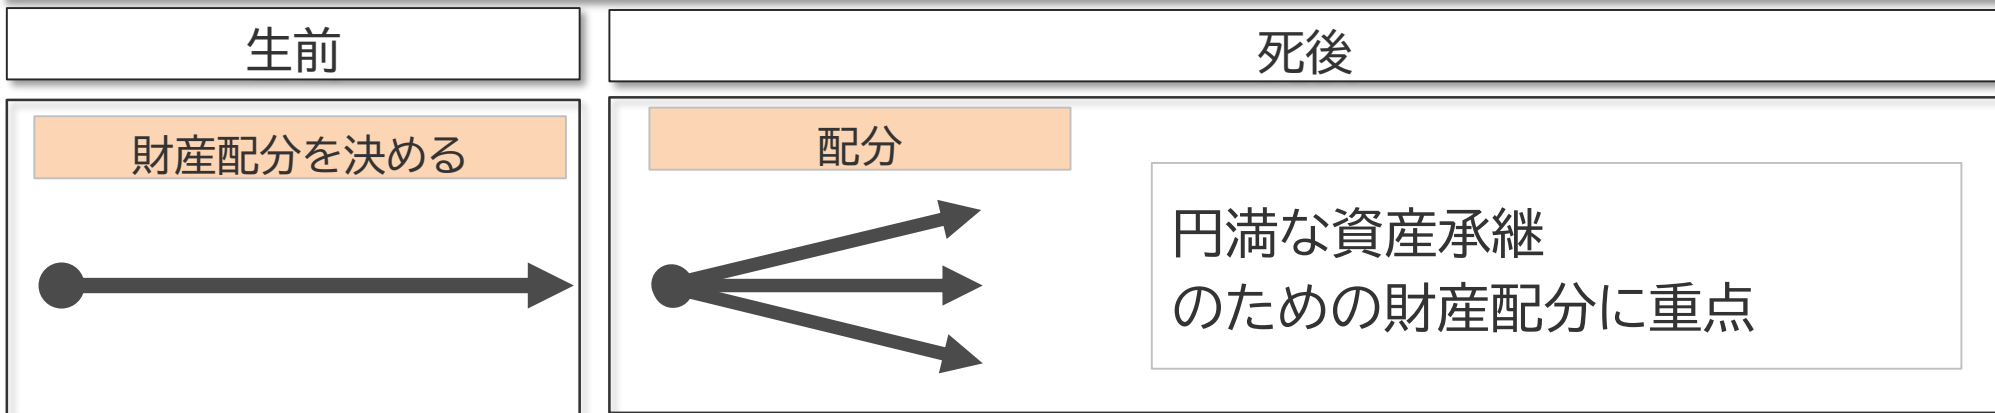 生前
死後
財産配分を決める
配分
円満な資産承継
のための財産配分に重点